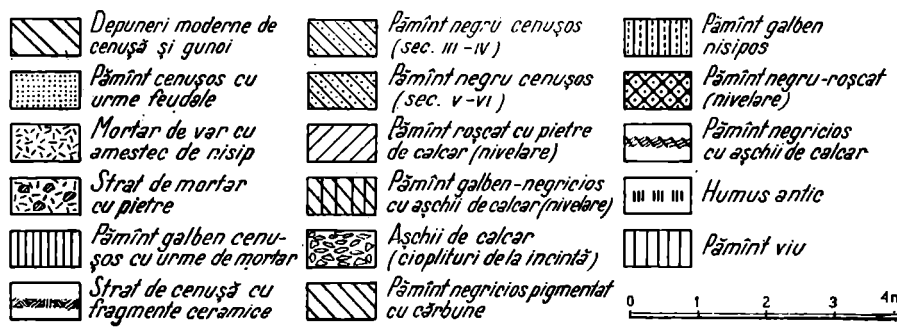 Depuneri moderne de
cenușă și gunoi
Pămînt cenușos cu
urme feudale
Mortar de var cu
amestec de nisip
Strat de mortar
cu pietre
Pămînt galben cenu-
șos cu urme de mortar
Strat de cenușă cu
fragmente ceramice
Pămînt negru cenușos
(sec. III-IV)
Pămînt negru cenușos
(sec. V-VI)
Pămînt roșcat cu pietre
de calcar (nivelare)
Pămînt galben-negricios
cu așchii de calcar (nivelare)
Așchii de calcar
(cioplituri de la incintă)
Pămînt negricios pigmentat
cu cărbune
Pămînt galben
nisipos
Pămînt negru-roșcat
(nivelare)
Pămînt negricios
cu așchii de calcar
Humus antic
Pămînt viu
0 1 2 3 4m